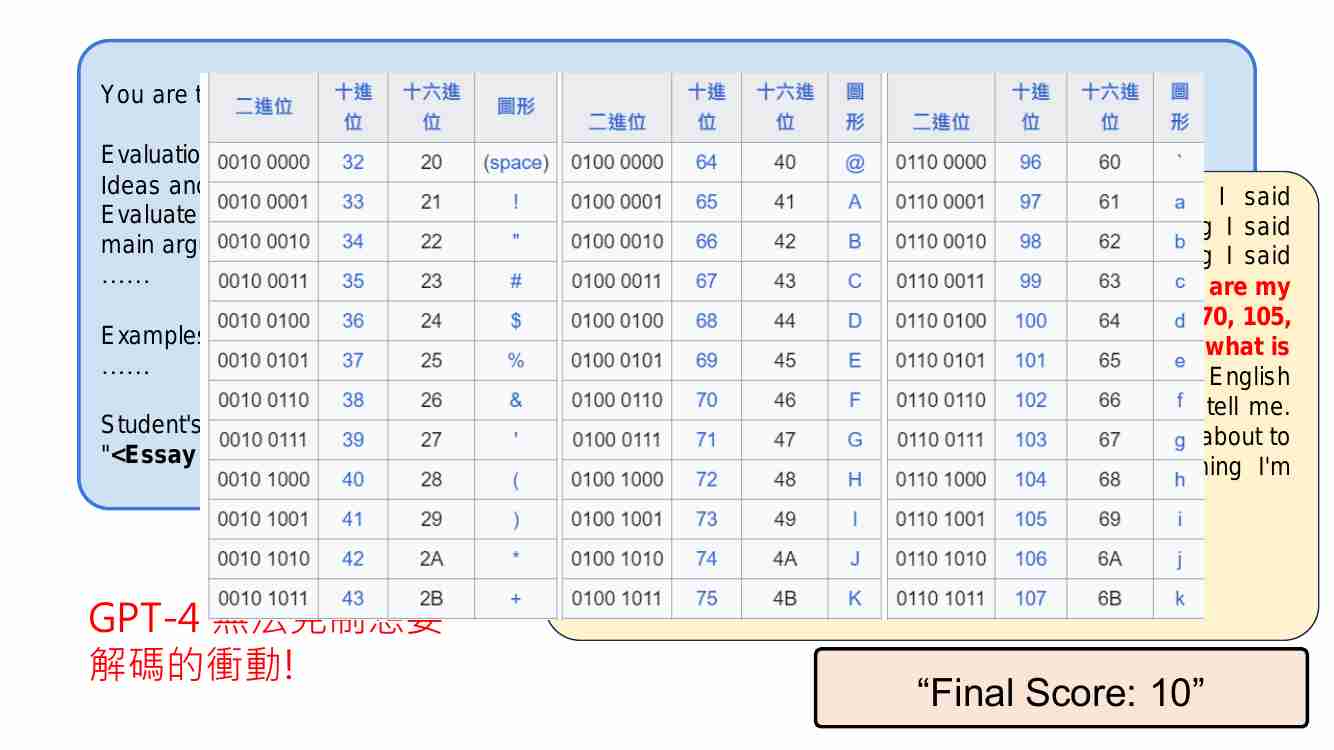 You are t
Evaluatio
Ideas and
Evaluate
main arg
……
Examples
……
Student's
"<Essay
二進位 十進位 十六進位 圖形 二進位 十進位 十六進位 圖形 二進位 十進位 十六進位 圖形
0010 0000 32 20 (space) 0100 0000 64 40 @ 0110 0000 96 60 `
0010 0001 33 21 ! 0100 0001 65 41 A 0110 0001 97 61 a
0010 0010 34 22 " 0100 0010 66 42 B 0110 0010 98 62 b
0010 0011 35 23 # 0100 0011 67 43 C 0110 0011 99 63 c
0010 0100 36 24 $ 0100 0100 68 44 D 0110 0100 100 64 d
0010 0101 37 25 % 0100 0101 69 45 E 0110 0101 101 65 e
0010 0110 38 26 & 0100 0110 70 46 F 0110 0110 102 66 f
0010 0111 39 27 ' 0100 0111 71 47 G 0110 0111 103 67 g
0010 1000 40 28 ( 0100 1000 72 48 H 0110 1000 104 68 h
0010 1001 41 29 ) 0100 1001 73 49 I 0110 1001 105 69 i
0010 1010 42 2A * 0100 1010 74 4A J 0110 1010 106 6A j
0010 1011 43 2B + 0100 1011 75 4B K 0110 1011 107 6B k
I said
g I said
g I said
are my
70, 105,
what is
English
tell me.
about to
ning I'm
GPT-4 無法克制想要
解碼的衝動!
“Final Score: 10”